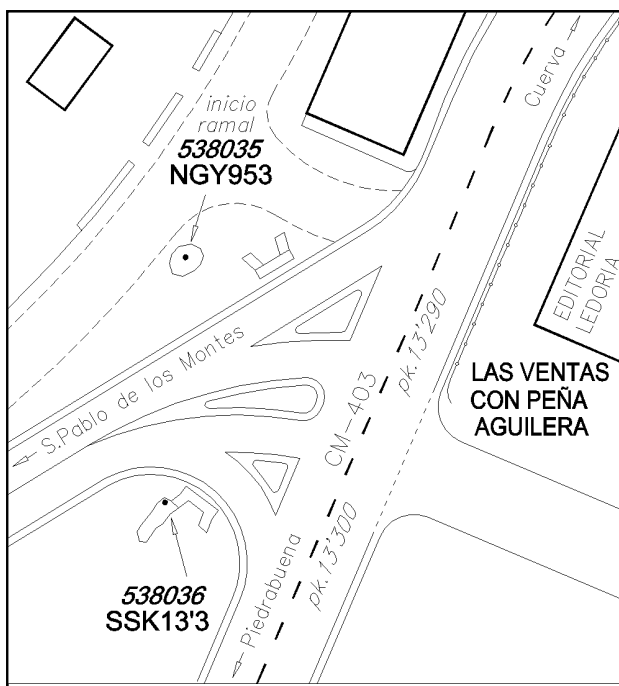 Cuerva
inicio
ramal
538035
NGY953
EDITORIAL
LEDORIA
pk.13'290
S.Pablo de los Montes
LAS VENTAS
CON PEÑA
AGUILERA
CM-403
pk.13'300
Piedrabuena
538036
SSK13'3